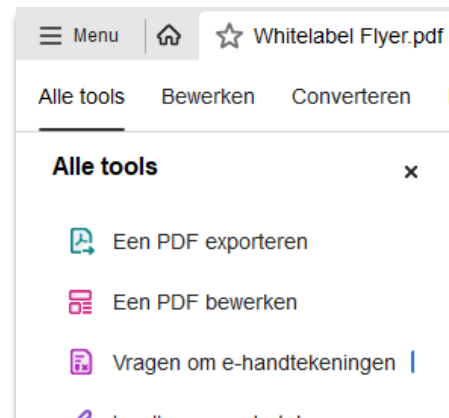 Menu
Whitelabel Flyer.pdf
Alle tools Bewerken Converteren
Alle tools
Een PDF exporteren
Een PDF bewerken
Vragen om e-handtekeningen